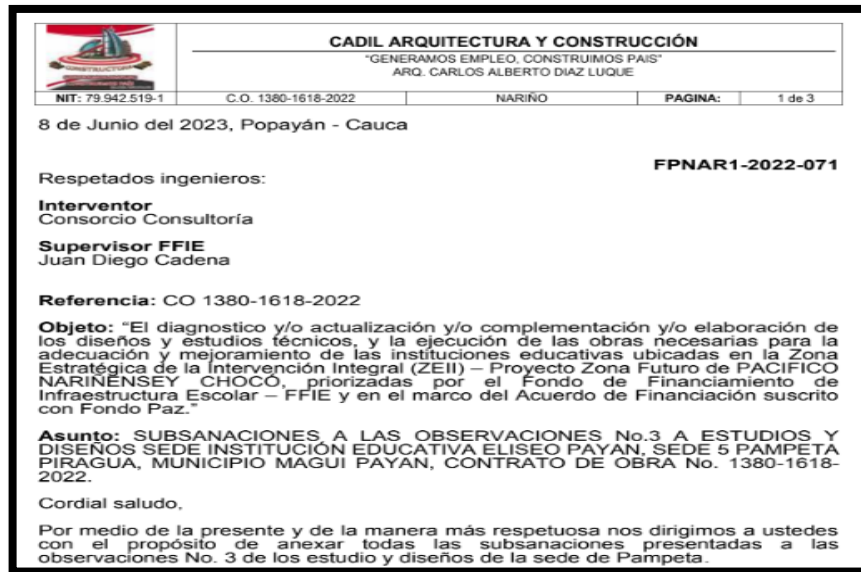 CADIL ARQUITECTURA Y CONSTRUCCIÓN
"GENERAMOS EMPLEO, CONSTRUIMOS PAIS"
ARQ. CARLOS ALBERTO DIAZ LUQUE
NIT: 79.942.519-1 C.O. 1380-1618-2022 NARIÑO PAGINA: 1 de 3
8 de Junio del 2023, Popayán - Cauca
FPNAR1-2022-071
Respetados ingenieros:
Interventor
Consorcio Consultoría
Supervisor FFIE
Juan Diego Cadena
Referencia: CO 1380-1618-2022
Objeto: "El diagnostico y/o actualización y/o complementación y/o elaboración de
los diseños y estudios técnicos, y la ejecución de las obras necesarias para la
adecuación y mejoramiento de las instituciones educativas ubicadas en la Zona
Estratégica de la Intervención Integral (ZEII) – Proyecto Zona Futuro de PACIFICO
NARIÑENSEY CHOCÓ, priorizadas por el Fondo de Financiamiento de
Infraestructura Escolar – FFIE y en el marco del Acuerdo de Financiación suscrito
con Fondo Paz."
Asunto: SUBSANACIONES A LAS OBSERVACIONES No.3 A ESTUDIOS Y
DISEÑOS SEDE INSTITUCIÓN EDUCATIVA ELISEO PAYAN, SEDE 5 PAMPETA
PIRAGUA, MUNICIPIO MAGUI PAYAN, CONTRATO DE OBRA No. 1380-1618-
2022.
Cordial saludo,
Por medio de la presente y de la manera más respetuosa nos dirigimos a ustedes
con el propósito de anexar todas las subsanaciones presentadas a las
observaciones No. 3 de los estudio y diseños de la sede de Pampeta.